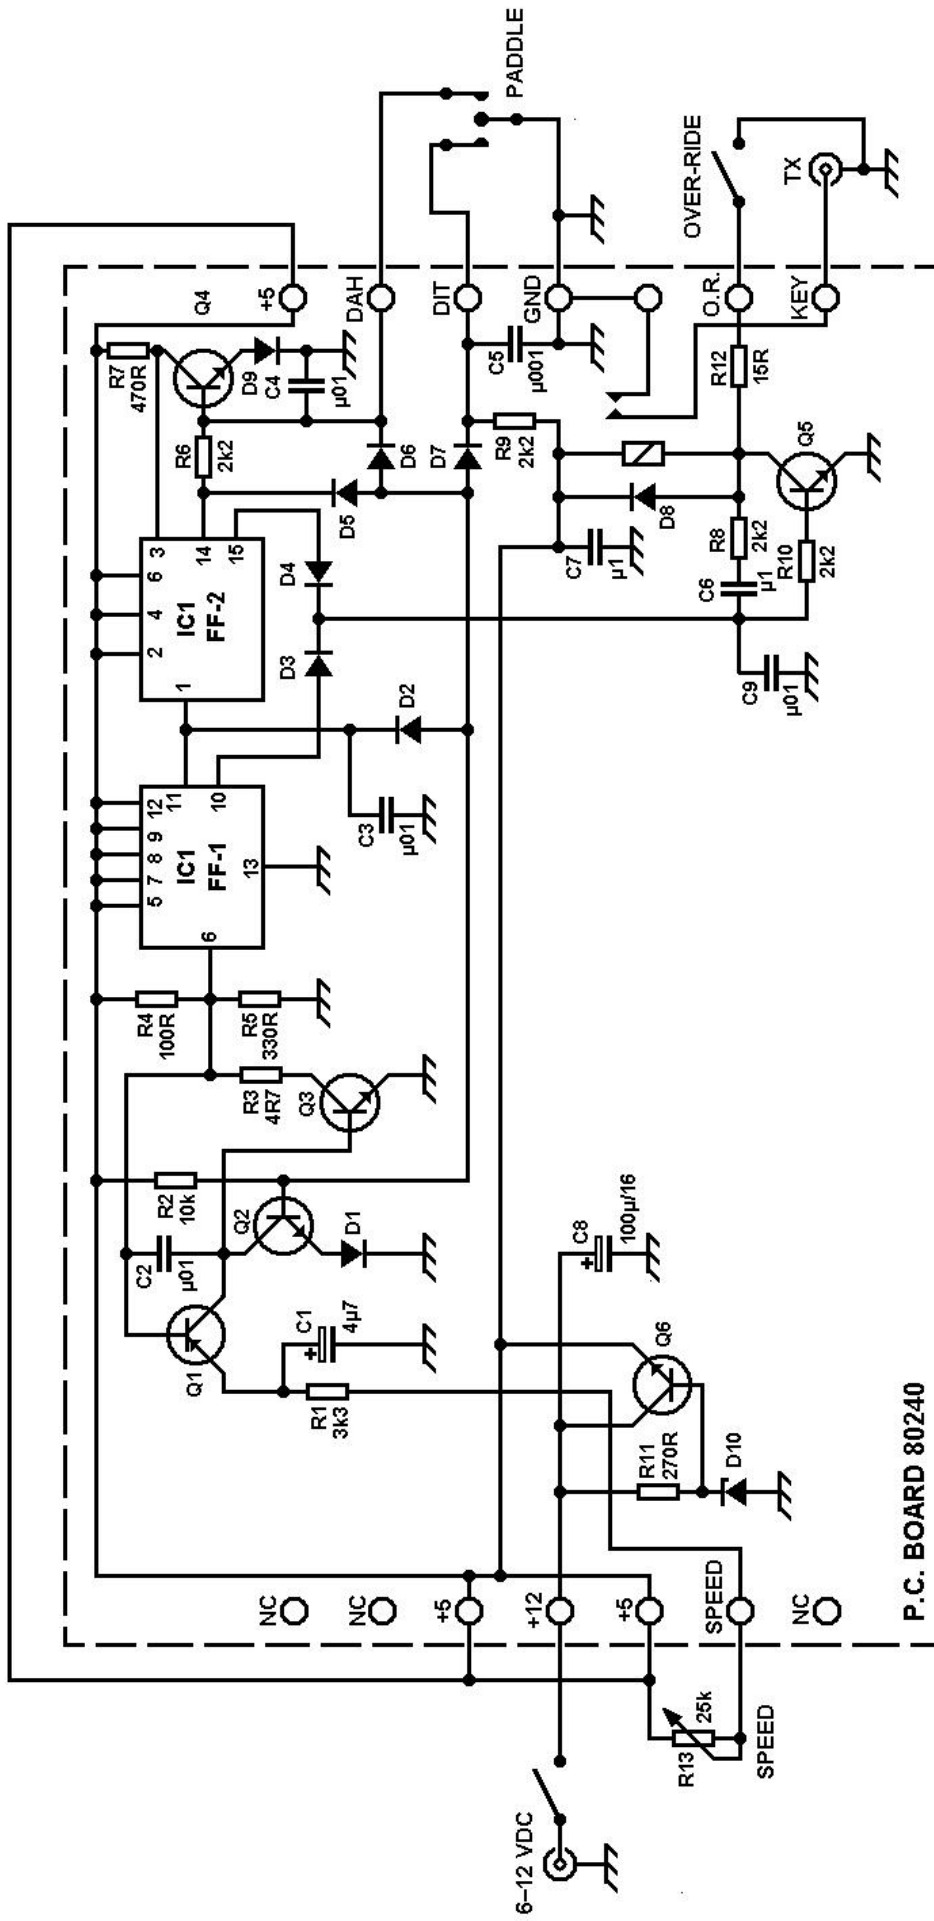 R7
470R
Q4
+5
C2
µ01
R2
10k
R4
100R
5 7 8 9 12
6
IC1
FF-1
11
10
13
2 4 6
1
IC1
FF-2
3
14
15
R6
2k2
D9
C4
µ01
Q1
Q2
R3
4R7
R5
330R
Q3
D3
D4
D5
D6
DAH
NC
C1
4µ7
D1
R1
3k3
C3
µ01
D2
D7
DIT
NC
+5
C5
µ001
R9
2k2
GND
PADDLE
6–12 VDC
+12
C8
100µ/16
C7
µ1
D8
+5
R11
270R
Q6
D10
C6
µ1
R8
2k2
R12
15R
O.R.
OVER-RIDE
R13
25k
SPEED
SPEED
C9
µ01
R10
2k2
Q5
KEY
TX
NC
P.C. BOARD 80240